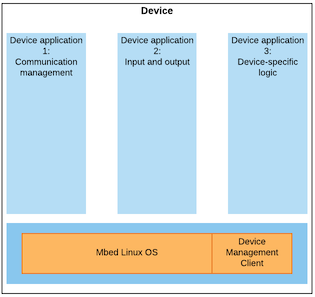 Device
Device application
1:
Communication
management
Device application
2:
Input and output
Device application
3:
Device-specific
logic
Mbed Linux OS
Device
Management
Client